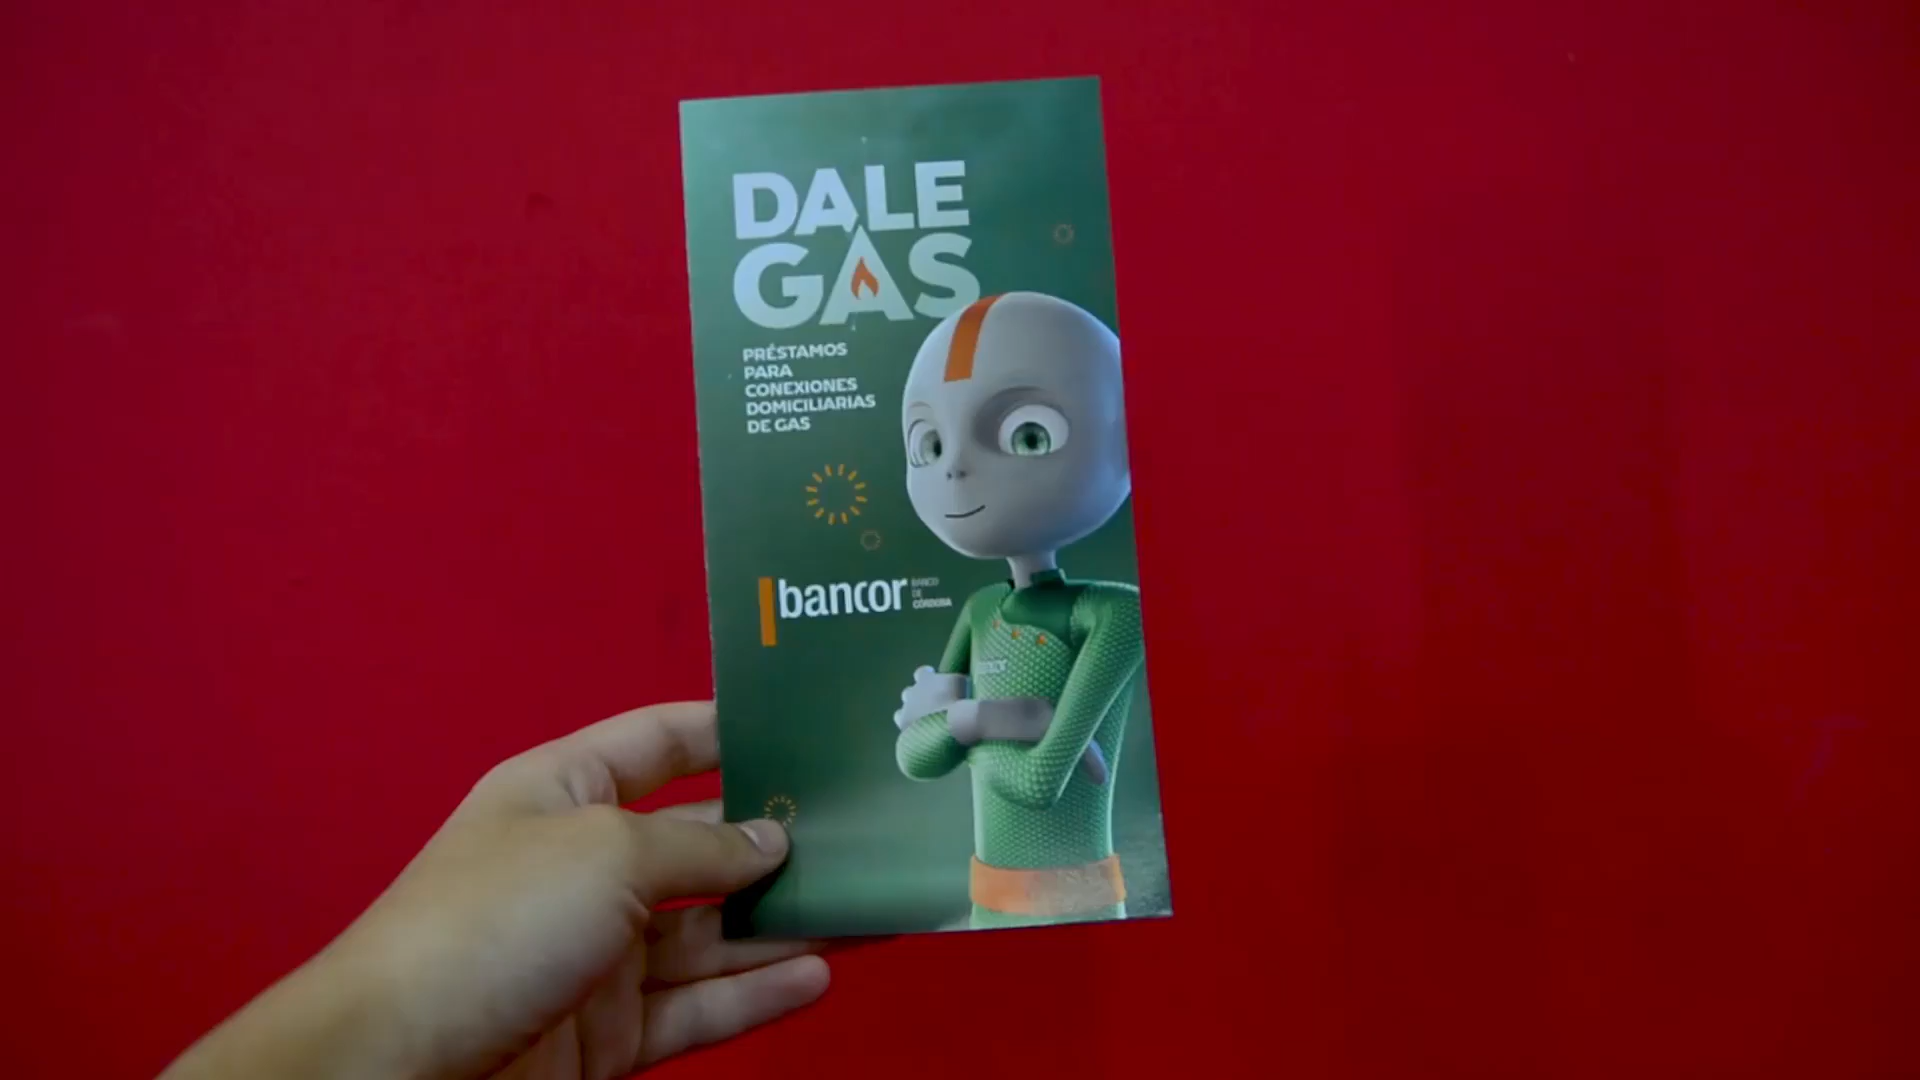 DALE
GAS
PRÉSTAMOS
PARA
CONEXIONES
DOMICILIARIAS
DE GAS
bancor
BANCO
DE
CÓRDOBA